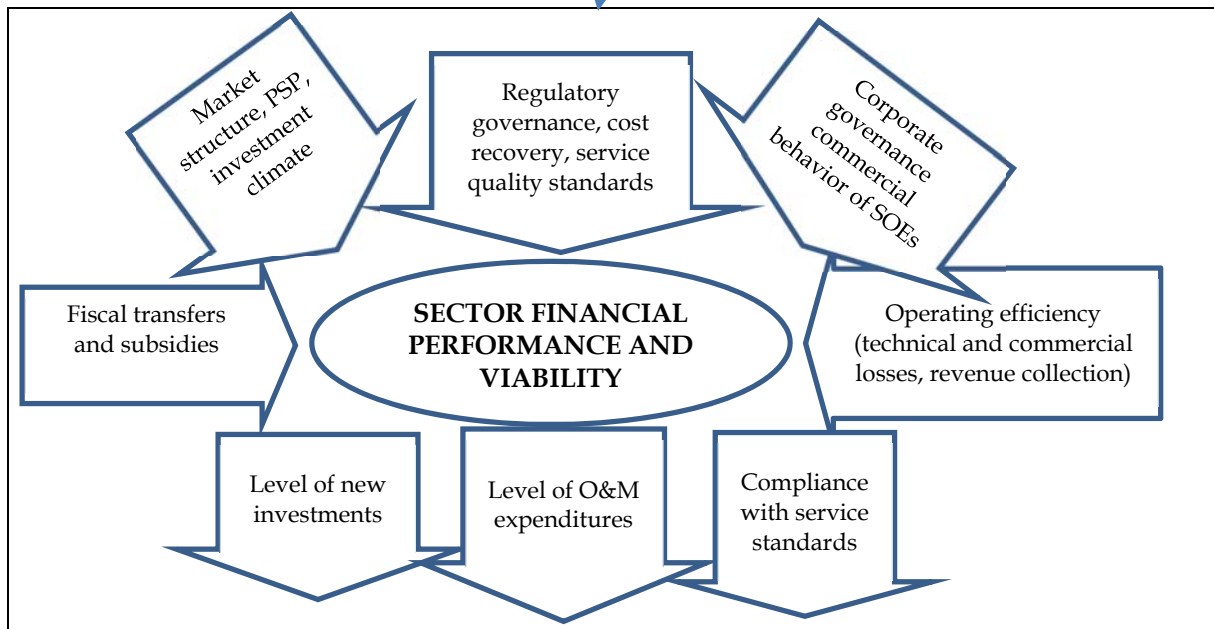 Market
structure, PSP,
investment
climate
Regulatory
governance, cost
recovery, service
quality standards
Corporate
governance
commercial
behavior of SOEs
Fiscal transfers
and subsidies
SECTOR FINANCIAL
PERFORMANCE AND
VIABILITY
Operating efficiency
(technical and commercial
losses, revenue collection)
Level of new
investments
Level of O&M
expenditures
Compliance
with service
standards